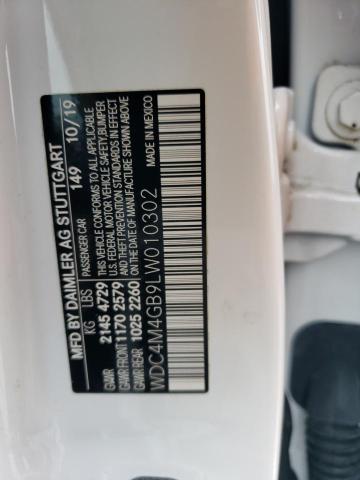 MFD BY DAIMLER AG STUTTGART
PASSENGER CAR 149 10/19
KG LBS THIS VEHICLE CONFORMS TO ALL APPLICABLE
GVWR 2145 4729 U.S. FEDERAL MOTOR VEHICLE SAFETY, BUMPER
GAWR FRONT 1170 2579 AND THEFT PREVENTION STANDARDS IN EFFECT
GAWR REAR 1025 2260 ON THE DATE OF MANUFACTURE SHOWN ABOVE
MADE IN MEXICO
WDC4M4GB9LW010302